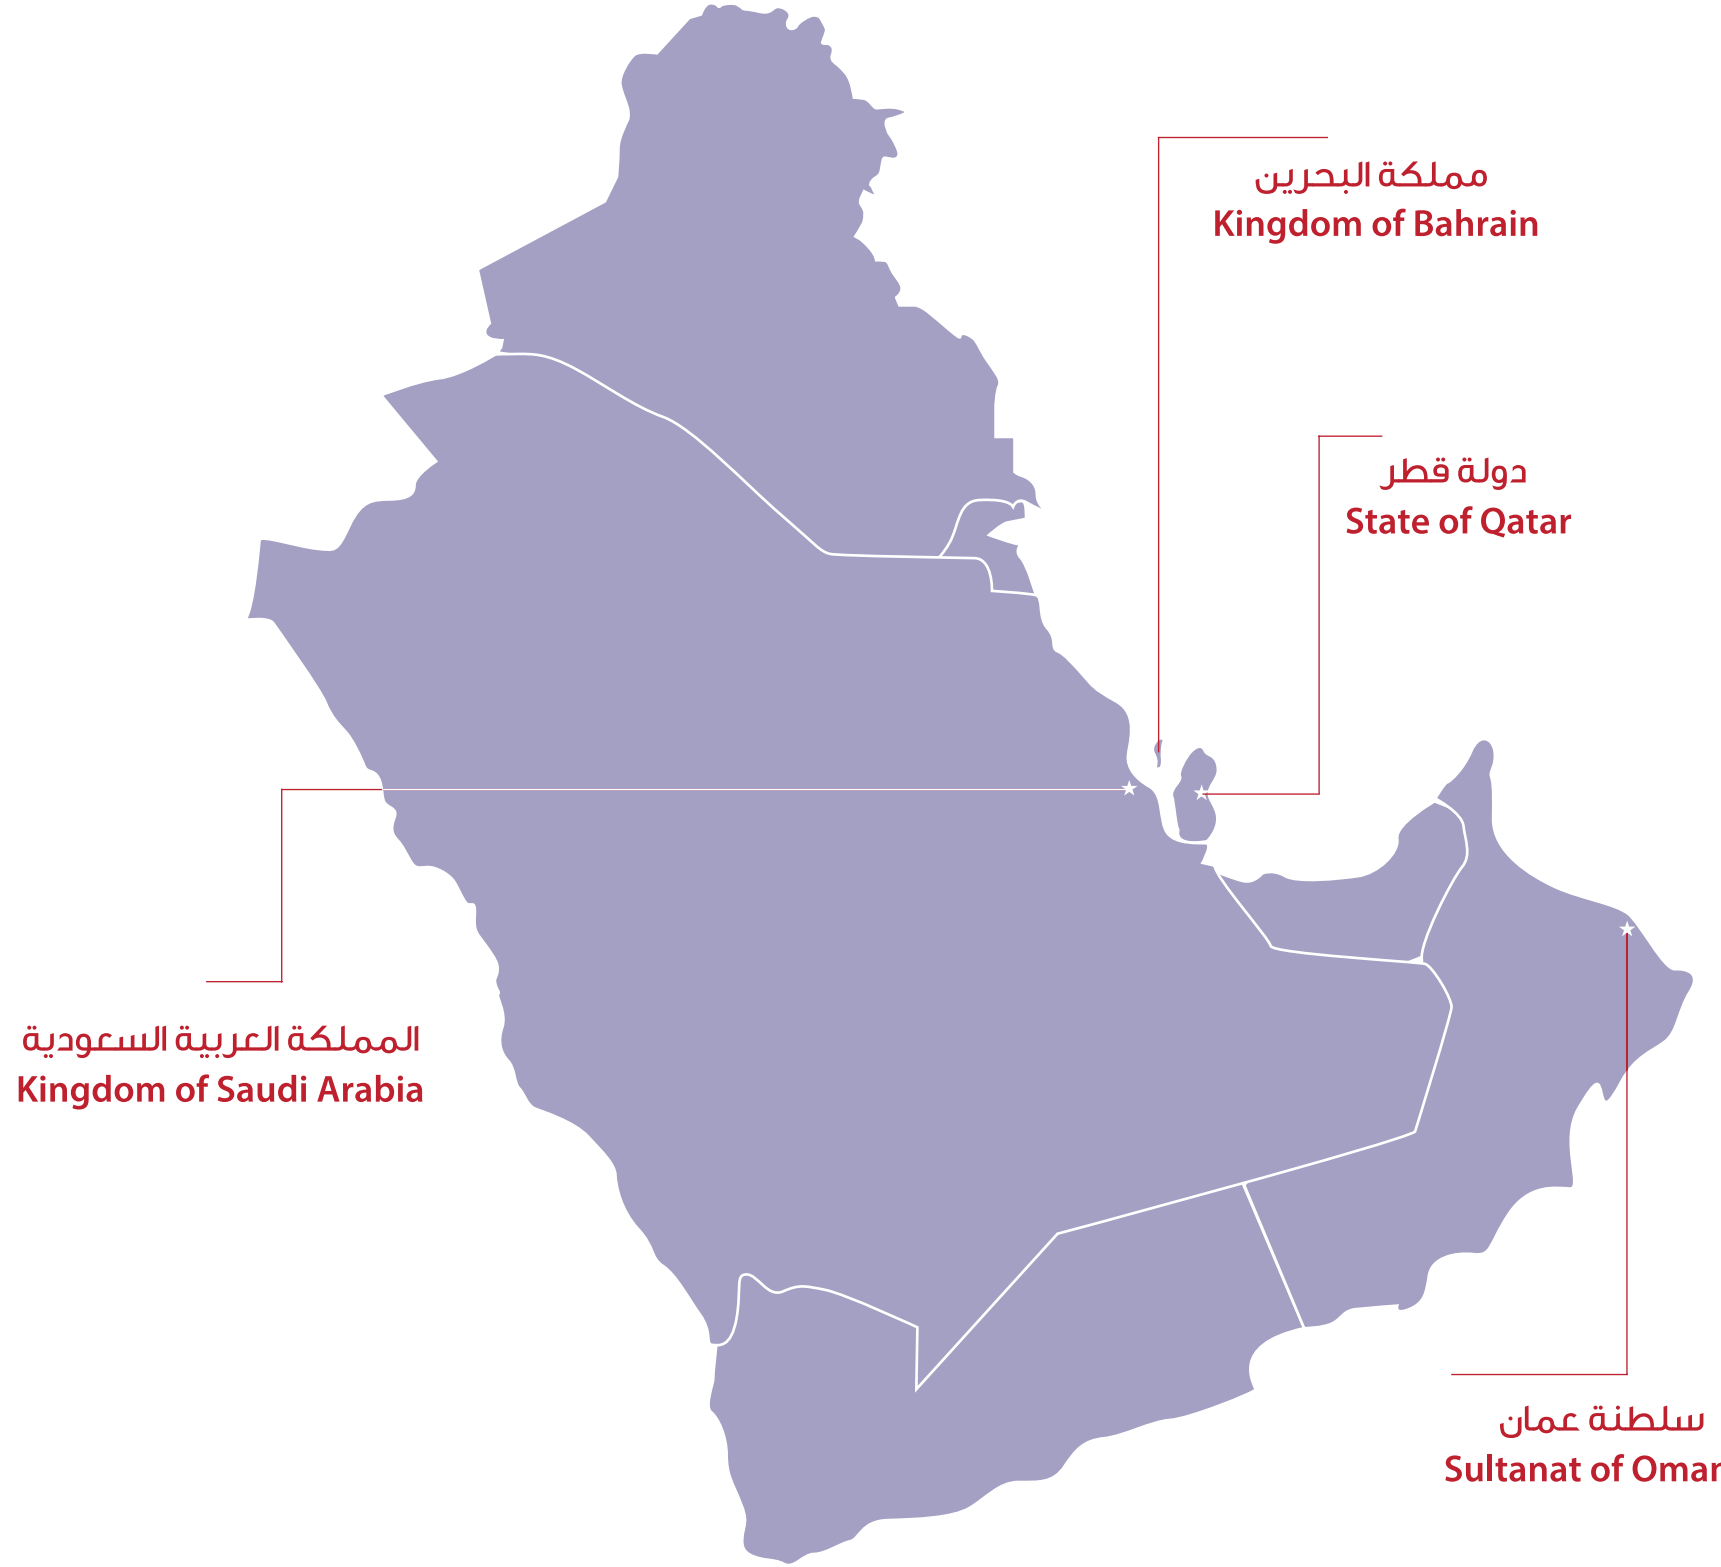 مملكة البحرين
Kingdom of Bahrain
دولة قطر
State of Qatar
المملكة العربية السعودية
Kingdom of Saudi Arabia
سلطنة عمان
Sultanat of Oman